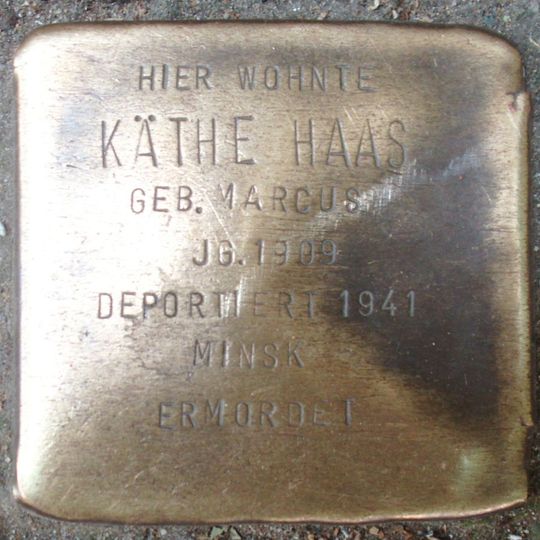 HIER WOHNTE
KÄTHE HAAS
GEB. MARCUS
JG. 1909
DEPORTIERT 1941
MINSK
ERMORDET